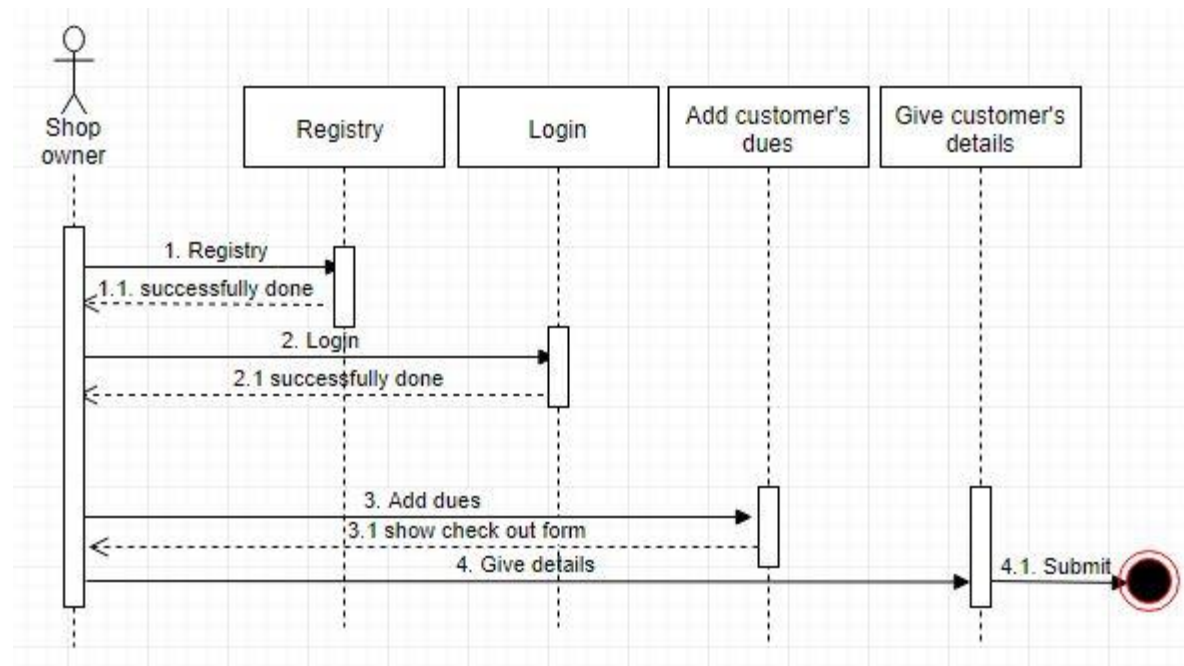 Shop
owner
Registry
Login
Add customer's
dues
Give customer's
details
1. Registry
1.1. successfully done
2. Login
2.1 successfully done
3. Add dues
3.1 show check out form
4. Give details
4.1. Submit